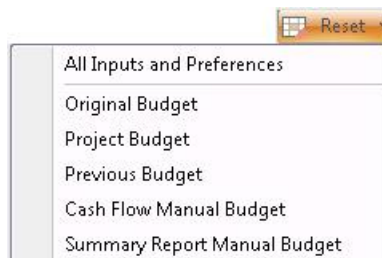 Reset
All Inputs and Preferences
Original Budget
Project Budget
Previous Budget
Cash Flow Manual Budget
Summary Report Manual Budget